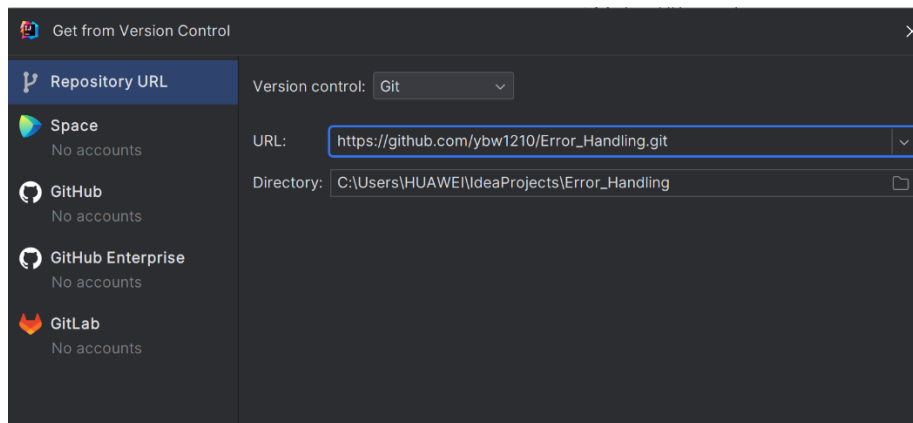 Get from Version Control
Repository URL
Space
No accounts
GitHub
No accounts
GitHub Enterprise
No accounts
GitLab
No accounts
Version control: Git
URL: https://github.com/ybw1210/Error_Handling.git
Directory: C:\Users\HUAWEI\IdeaProjects\Error_Handling